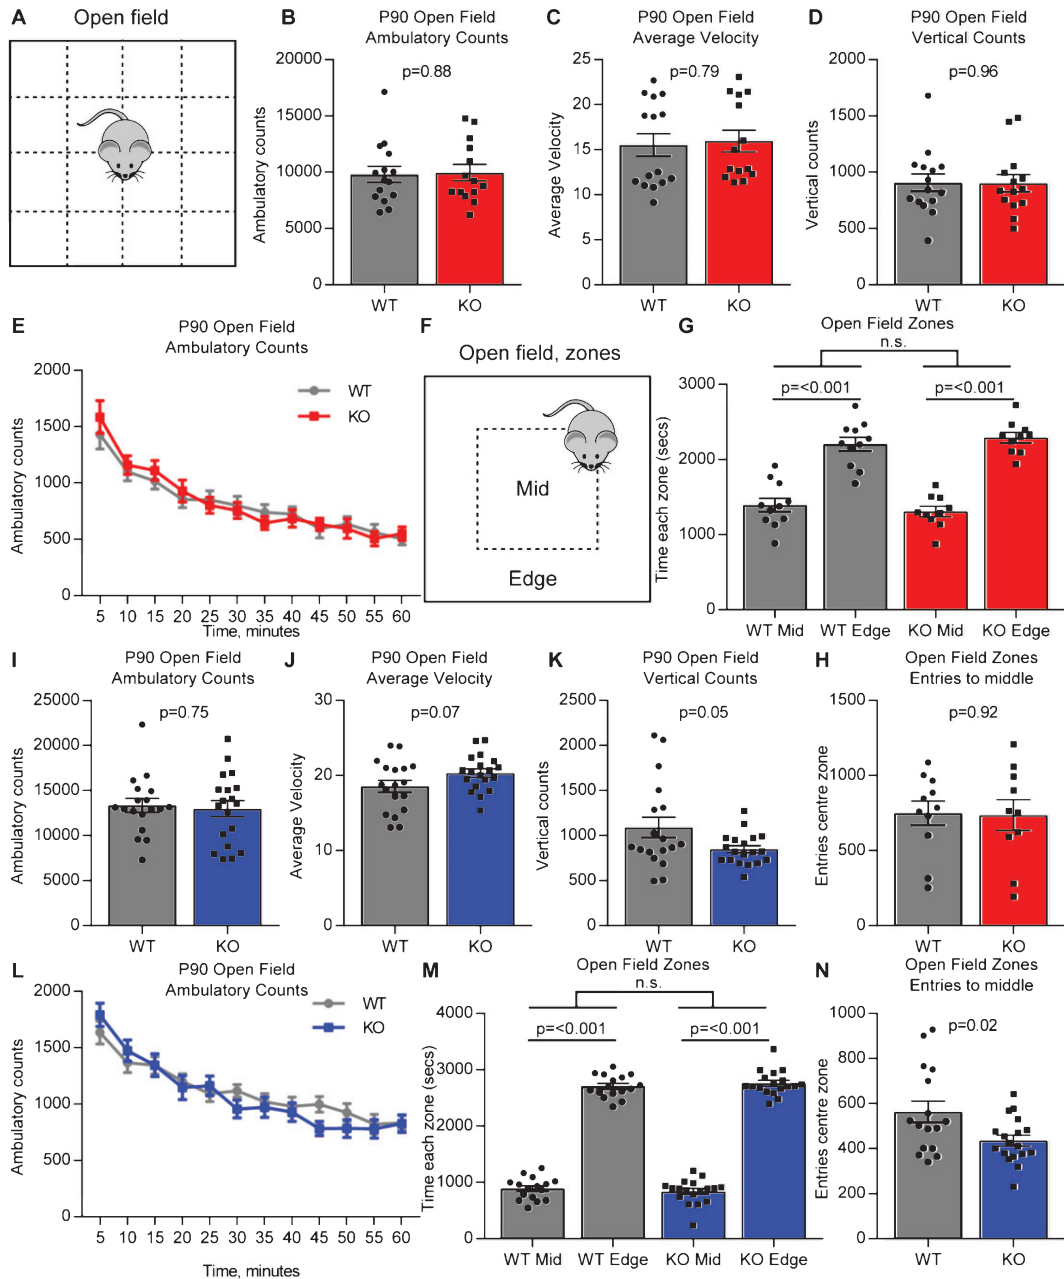 A
Open field
B
P90 Open Field
Ambulatory Counts
p=0.88
Ambulatory counts
20000
15000
10000
5000
0
WT
KO
C
P90 Open Field
Average Velocity
p=0.79
Average Velocity
25
20
15
10
5
0
WT
KO
D
P90 Open Field
Vertical Counts
p=0.96
Vertical counts
2000
1500
1000
500
0
WT
KO
E
P90 Open Field
Ambulatory Counts
Ambulatory counts
2000
1500
1000
500
0
WT
KO
5 10 15 20 25 30 35 40 45 50 55 60
Time, minutes
F
Open field, zones
Mid
Edge
G
Open Field Zones
n.s.
p=<0.001
p=<0.001
Time each zone (secs)
3000
2000
1000
0
WT Mid
WT Edge
KO Mid
KO Edge
I
P90 Open Field
Ambulatory Counts
p=0.75
Ambulatory counts
25000
20000
15000
10000
5000
0
WT
KO
J
P90 Open Field
Average Velocity
p=0.07
Average Velocity
30
20
10
0
WT
KO
K
P90 Open Field
Vertical Counts
p=0.05
Vertical counts
2500
2000
1500
1000
500
0
WT
KO
H
Open Field Zones
Entries to middle
p=0.92
Entries centre zone
1500
1000
500
0
WT
KO
L
P90 Open Field
Ambulatory Counts
Ambulatory counts
2000
1500
1000
500
0
WT
KO
5 10 15 20 25 30 35 40 45 50 55 60
Time, minutes
M
Open Field Zones
n.s.
p=<0.001
p=<0.001
Time each zone (secs)
4000
3000
2000
1000
0
WT Mid
WT Edge
KO Mid
KO Edge
N
Open Field Zones
Entries to middle
p=0.02
Entries centre zone
1000
800
600
400
200
0
WT
KO